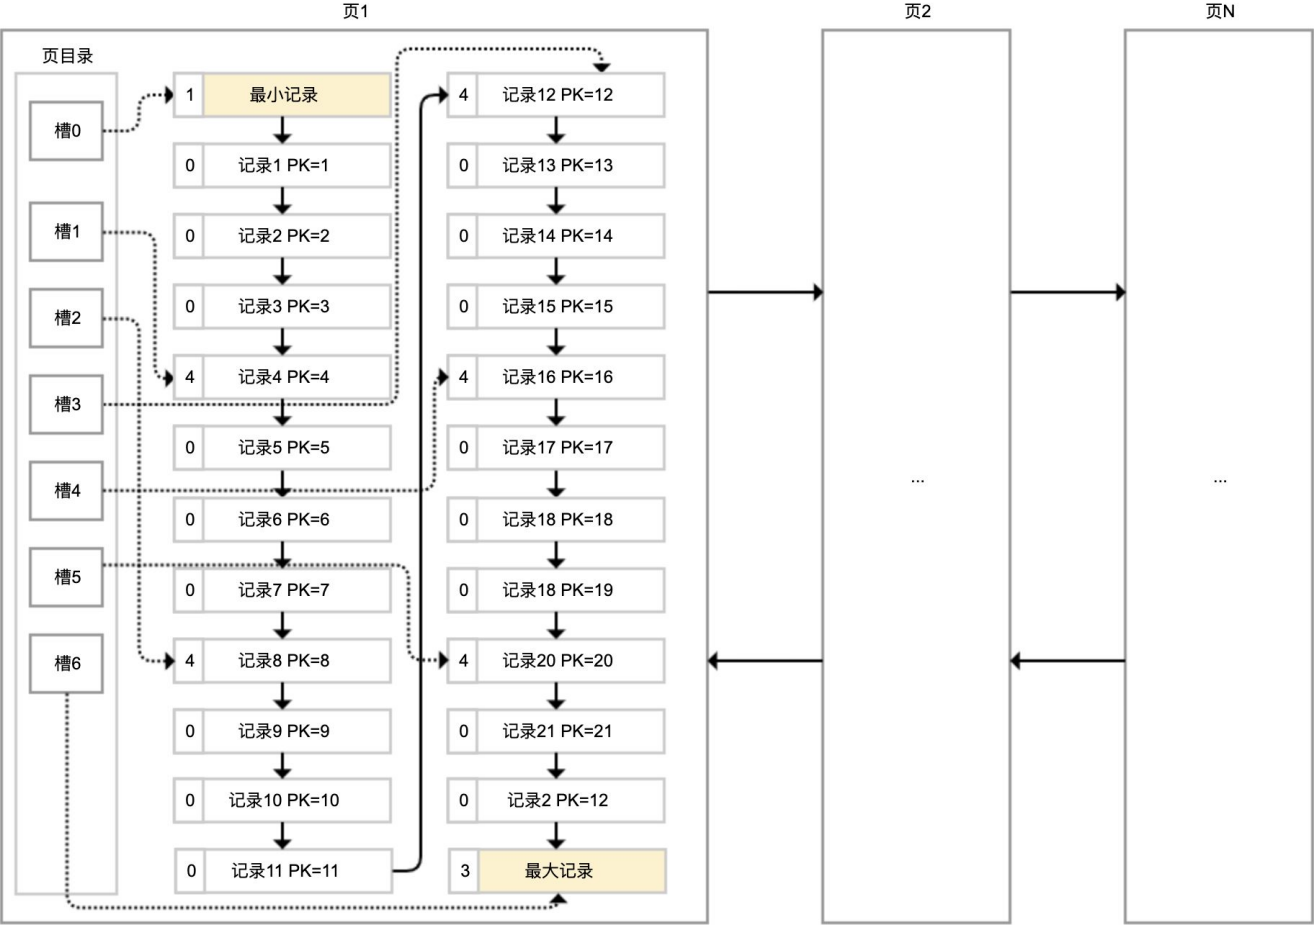 页1
页2
页N
页目录
槽0
槽1
槽2
槽3
槽4
槽5
槽6
1 最小记录
0 记录1 PK=1
0 记录2 PK=2
0 记录3 PK=3
4 记录4 PK=4
0 记录5 PK=5
0 记录6 PK=6
0 记录7 PK=7
4 记录8 PK=8
0 记录9 PK=9
0 记录10 PK=10
0 记录11 PK=11
4 记录12 PK=12
0 记录13 PK=13
0 记录14 PK=14
0 记录15 PK=15
4 记录16 PK=16
0 记录17 PK=17
0 记录18 PK=18
0 记录18 PK=19
4 记录20 PK=20
0 记录21 PK=21
0 记录2 PK=12
3 最大记录
...
...